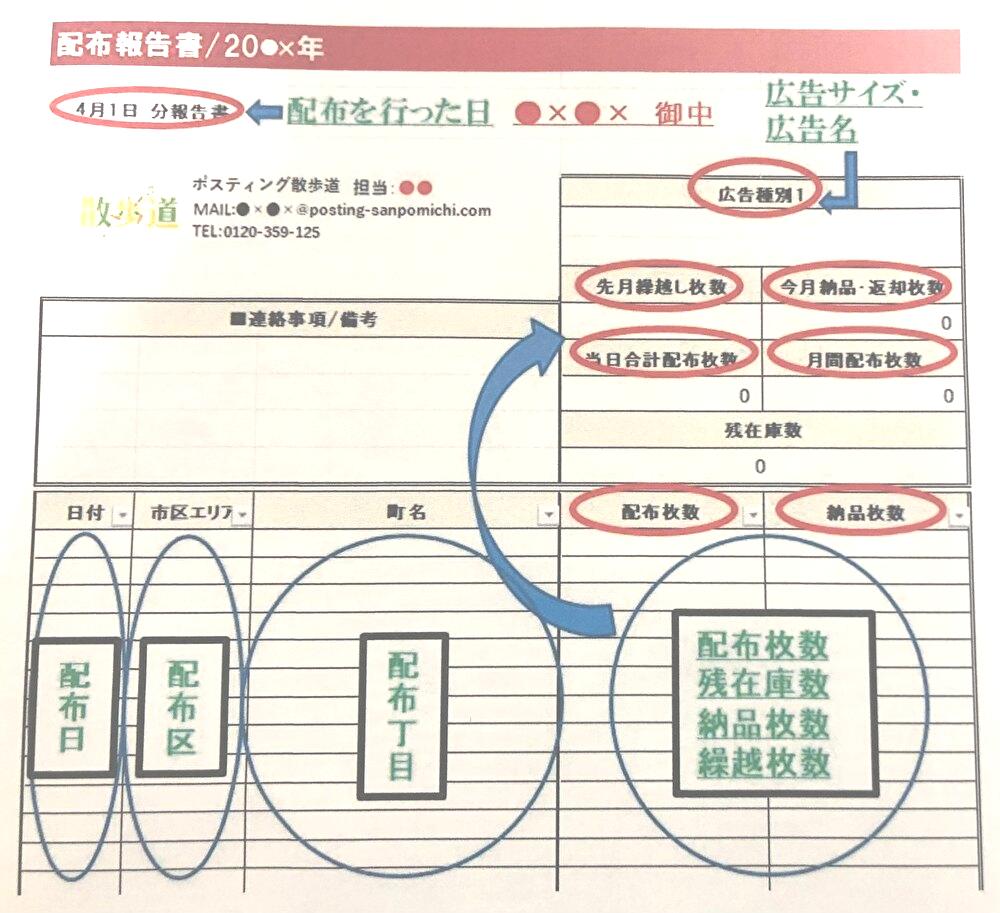 配布報告書/20●×年
4月1日 分報告書
配布を行った日
●×●× 御中
広告サイズ・
広告名
散歩道
ポスティング散歩道 担当:●●
MAIL:●×●×@posting-sanpomichi.com
TEL:0120-359-125
広告種別1
先月繰越し枚数 今月納品・返却枚数
0
■連絡事項/備考
当日合計配布枚数 月間配布枚数
0 0
残在庫数
0
日付 市区エリア 町名 配布枚数 納品枚数
配布日
配布区
配布丁目
配布枚数
残在庫数
納品枚数
繰越枚数